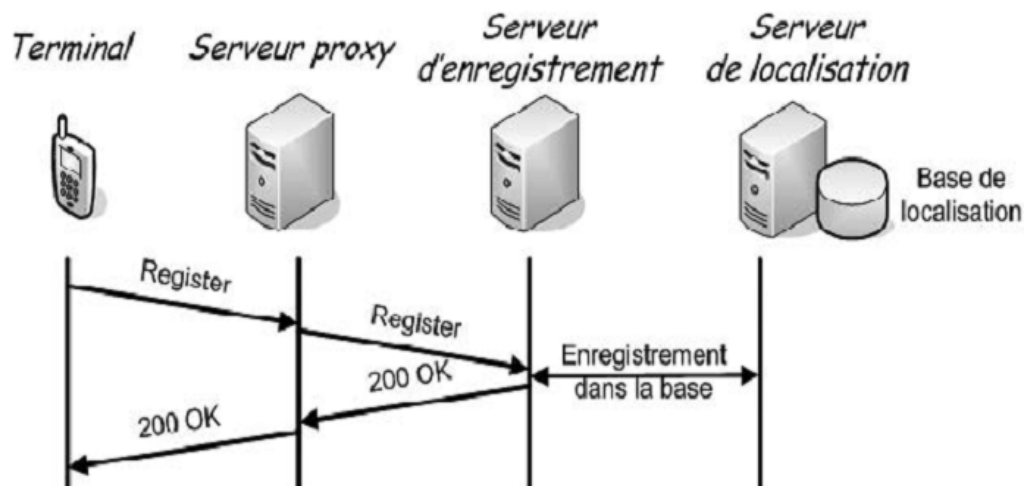 Terminal
Serveur proxy
Serveur
d'enregistrement
Serveur
de localisation
Base de
localisation
Register
Register
Enregistrement
dans la base
200 OK
200 OK